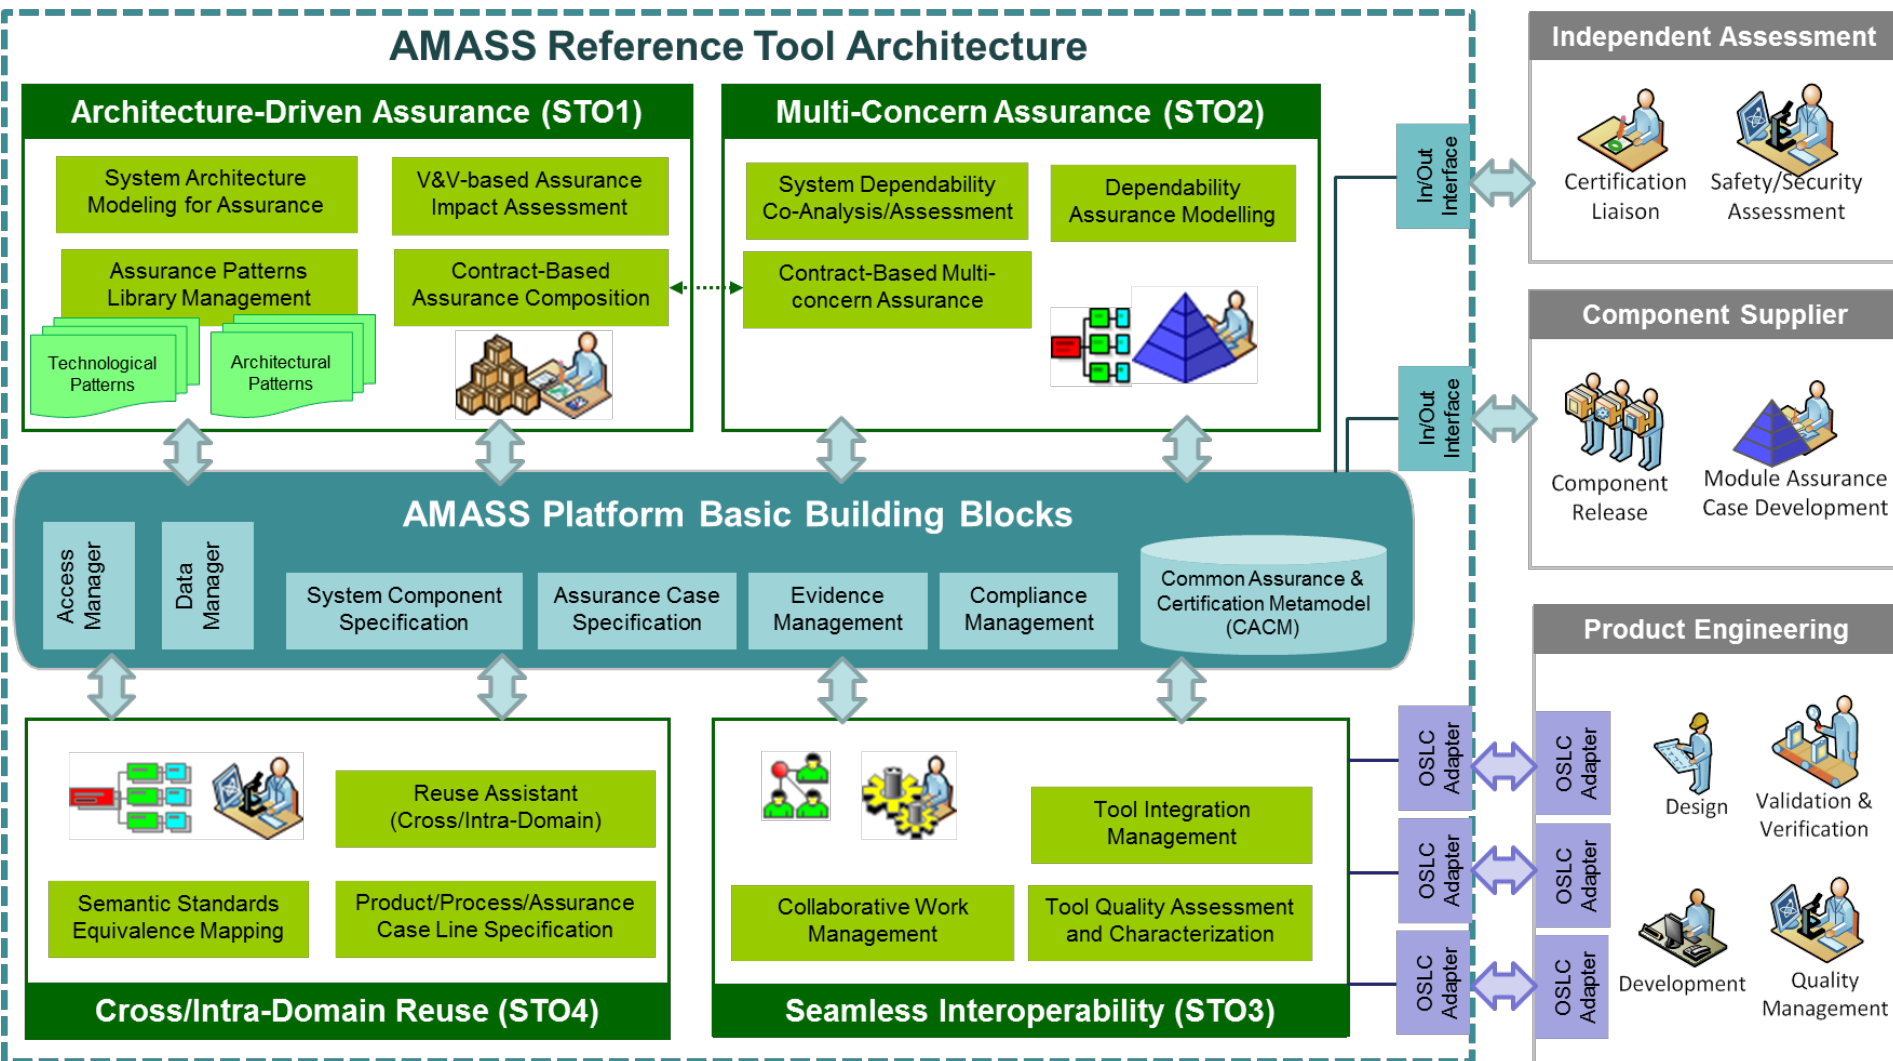 AMASS Reference Tool Architecture
Architecture-Driven Assurance (STO1)
System Architecture
Modeling for Assurance
V&V-based Assurance
Impact Assessment
Assurance Patterns
Library Management
Contract-Based
Assurance Composition
Technological
Patterns
Architectural
Patterns
Multi-Concern Assurance (STO2)
System Dependability
Co-Analysis/Assessment
Dependability
Assurance Modelling
Contract-Based Multi-
concern Assurance
In/Out
Interface
In/Out
Interface
Independent Assessment
Certification
Liaison
Safety/Security
Assessment
Component Supplier
Component
Release
Module Assurance
Case Development
AMASS Platform Basic Building Blocks
Access
Manager
Data
Manager
System Component
Specification
Assurance Case
Specification
Evidence
Management
Compliance
Management
Common Assurance &
Certification Metamodel
(CACM)
Reuse Assistant
(Cross/Intra-Domain)
Semantic Standards
Equivalence Mapping
Product/Process/Assurance
Case Line Specification
Cross/Intra-Domain Reuse (STO4)
Tool Integration
Management
Collaborative Work
Management
Tool Quality Assessment
and Characterization
Seamless Interoperability (STO3)
OSLC
Adapter
OSLC
Adapter
OSLC
Adapter
Product Engineering
OSLC
Adapter
OSLC
Adapter
OSLC
Adapter
Design
Validation &
Verification
Development
Quality
Management